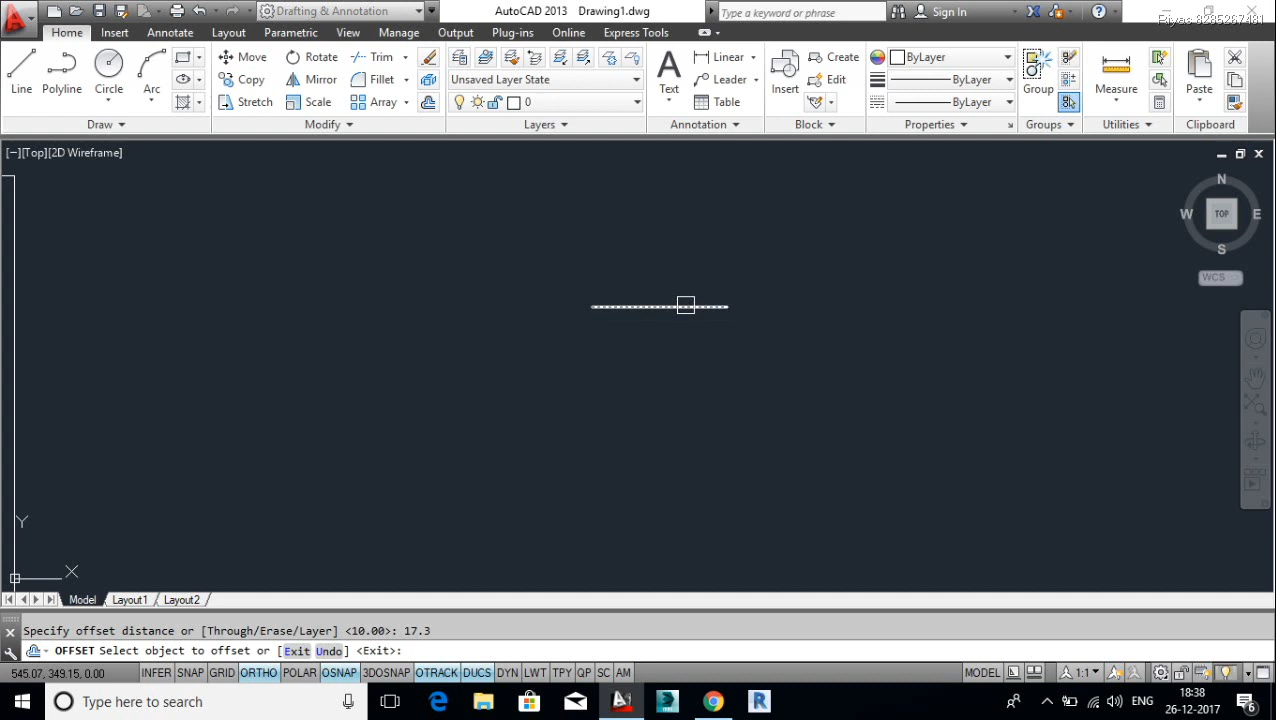 Drafting & Annotation
AutoCAD 2013 Drawing1.dwg
Type a keyword or phrase
Sign In
Riyas 8285267481
Home Insert Annotate Layout Parametric View Manage Output Plug-ins Online Express Tools
Line Polyline Circle Arc
Move Rotate Trim
Copy Mirror Fillet
Stretch Scale Array
Unsaved Layer State
0
Text
Linear
Leader
Table
Insert
Create
Edit
ByLayer
ByLayer
ByLayer
Group
Measure
Paste
Draw Modify Layers Annotation Block Properties Groups Utilities Clipboard
[−][Top][2D Wireframe]
N
W TOP E
S
WCS
Y
X
Model Layout1 Layout2
Specify offset distance or [Through/Erase/Layer] <10.00>: 17.3
OFFSET Select object to offset or [Exit Undo] <Exit>:
545.07, 349.15, 0.00 INFER SNAP GRID ORTHO POLAR OSNAP 3DOSNAP OTRACK DUCS DYN LWT TPY QP SC AM MODEL 1:1
Type here to search
ENG
18:38
26-12-2017
6